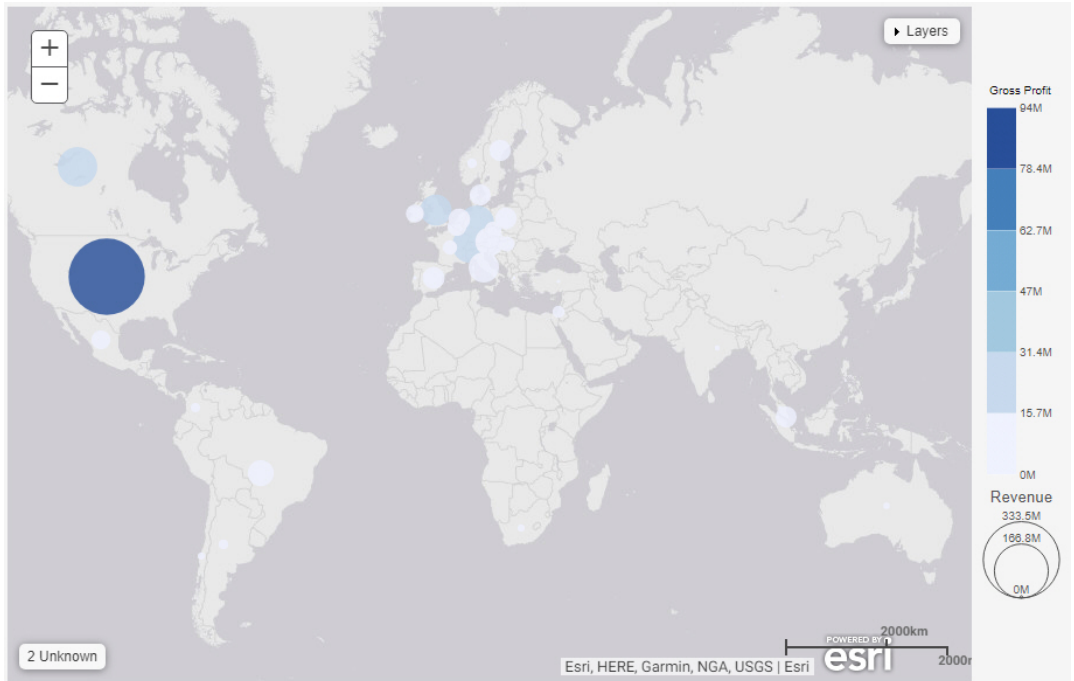 +
−
Layers
Gross Profit
94M
78.4M
62.7M
47M
31.4M
15.7M
0M
Revenue
333.5M
166.8M
0M
2 Unknown
2000km
POWERED BY
esri
2000
Esri, HERE, Garmin, NGA, USGS | Esri